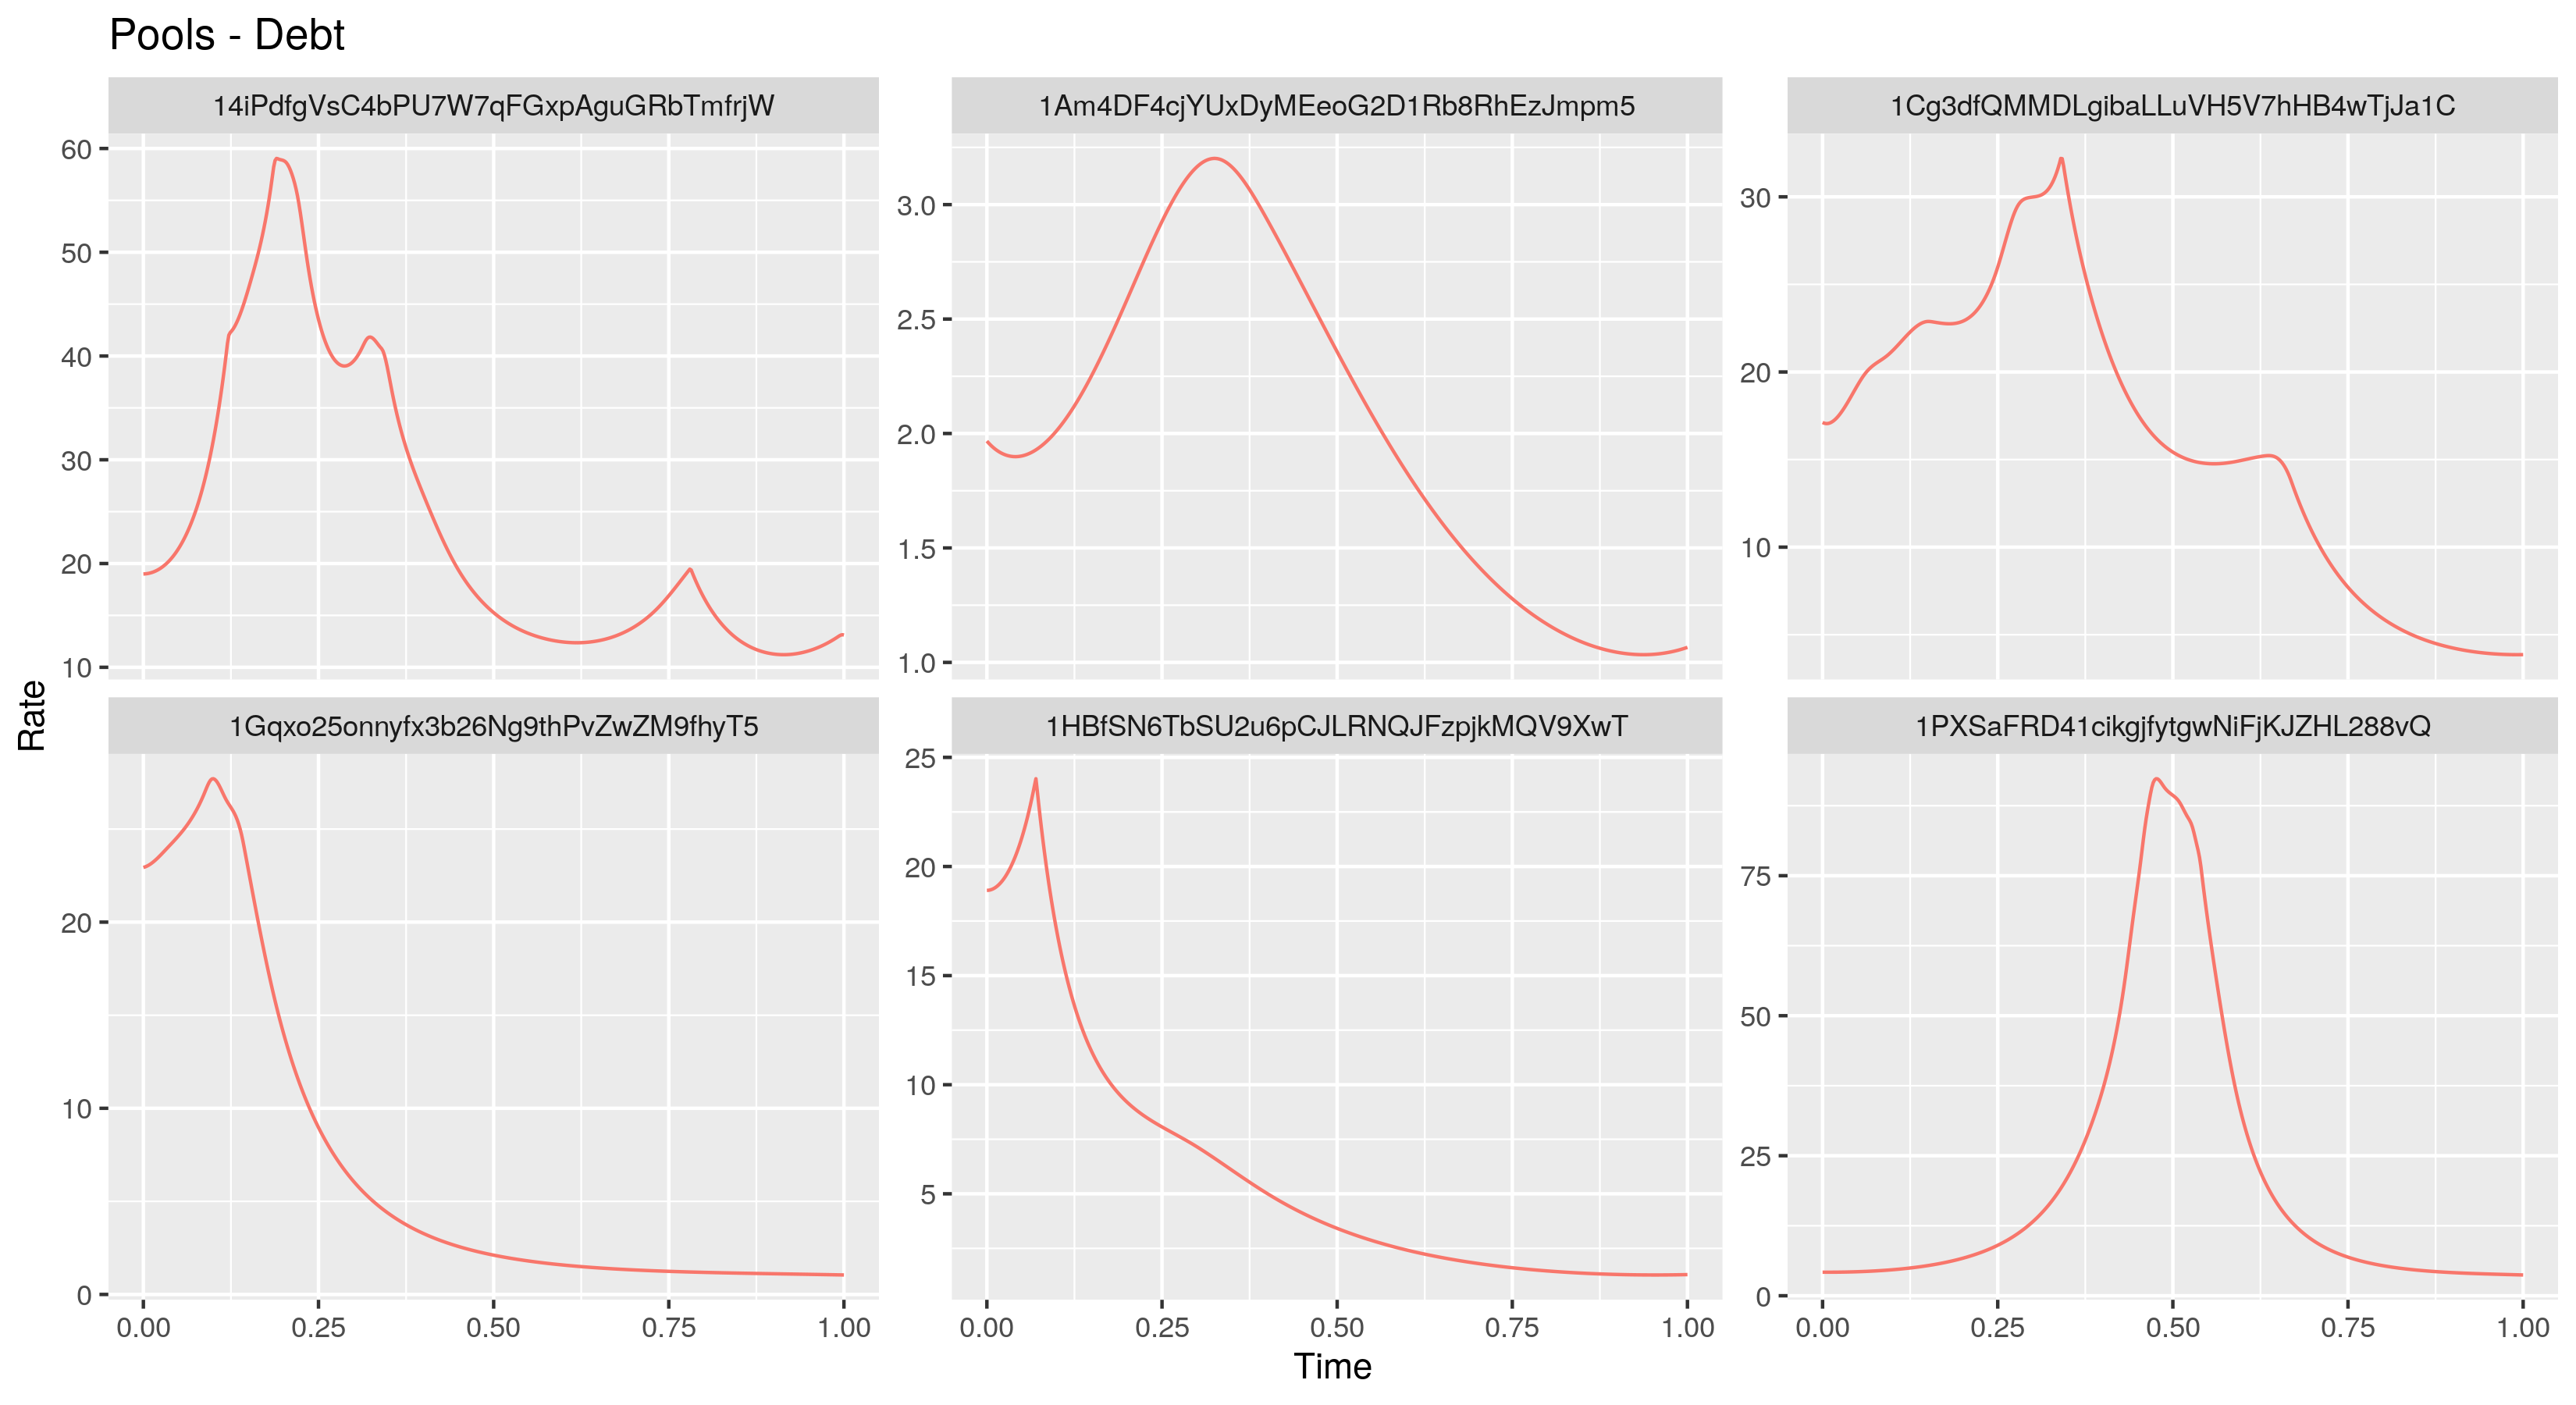 Pools - Debt
14iPdfgVsC4bPU7W7qFGxpAguGRbTmfrjW
1Am4DF4cjYUxDyMEeoG2D1Rb8RhEzJmpm5
1Cg3dfQMMDLgibaLLuVH5V7hHB4wTjJa1C
60
50
40
30
20
10
3.0
2.5
2.0
1.5
1.0
30
20
10
Rate
1Gqxo25onnyfx3b26Ng9thPvZwZM9fhyT5
1HBfSN6TbSU2u6pCJLRNQJFzpjkMQV9XwT
1PXSaFRD41cikgjfytgwNiFjKJZHL288vQ
20
10
0
25
20
15
10
5
75
50
25
0
0.00 0.25 0.50 0.75 1.00
0.00 0.25 0.50 0.75 1.00
0.00 0.25 0.50 0.75 1.00
Time